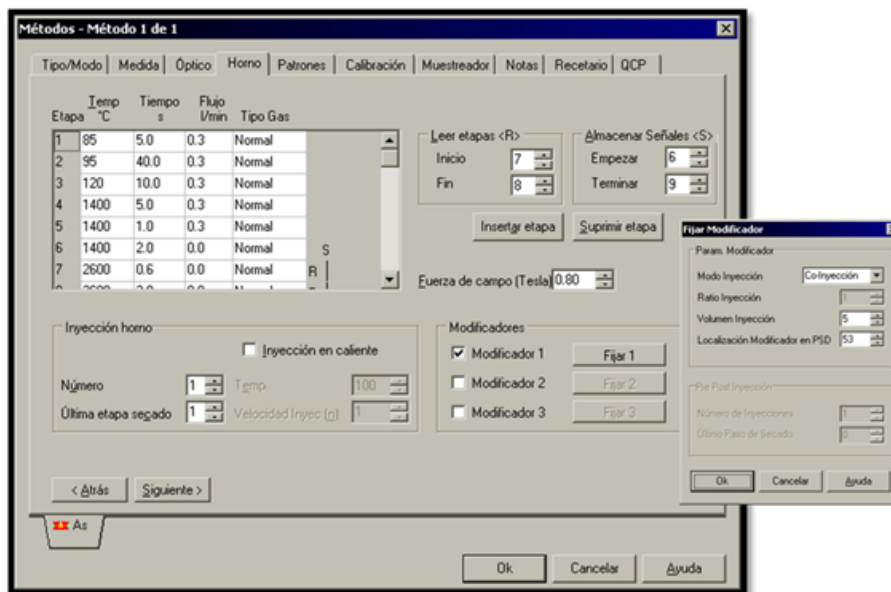 Métodos - Método 1 de 1
Tipo/Modo Medida Óptico Horno Patrones Calibración Muestreador Notas Recetario QCP
Temp Tiempo Flujo
Etapa °C s l/min Tipo Gas
1 85 5.0 0.3 Normal
2 95 40.0 0.3 Normal
3 120 10.0 0.3 Normal
4 1400 5.0 0.3 Normal
5 1400 1.0 0.3 Normal
6 1400 2.0 0.0 Normal S
7 2600 0.6 0.0 Normal R
Leer etapas <R>
Inicio 7
Fin 8
Almacenar Señales <S>
Empezar 6
Terminar 9
Insertar etapa Suprimir etapa
Fuerza de campo (Tesla) 0.80
Inyección horno
Inyección en caliente
Número 1 Temp 100
Última etapa secado 1 Velocidad Inyec (n) 1
Modificadores
Modificador 1 Fijar 1
Modificador 2 Fijar 2
Modificador 3 Fijar 3
< Atrás Siguiente >
As
Ok Cancelar Ayuda
Fijar Modificador
Param. Modificador
Modo Inyección Co-Inyección
Ratio Inyección 1
Volumen Inyección 5
Localización Modificador en PSD 53
Pre Post Inyección
Número de Inyecciones 1
Último Paso de Secado 0
Ok Cancelar Ayuda